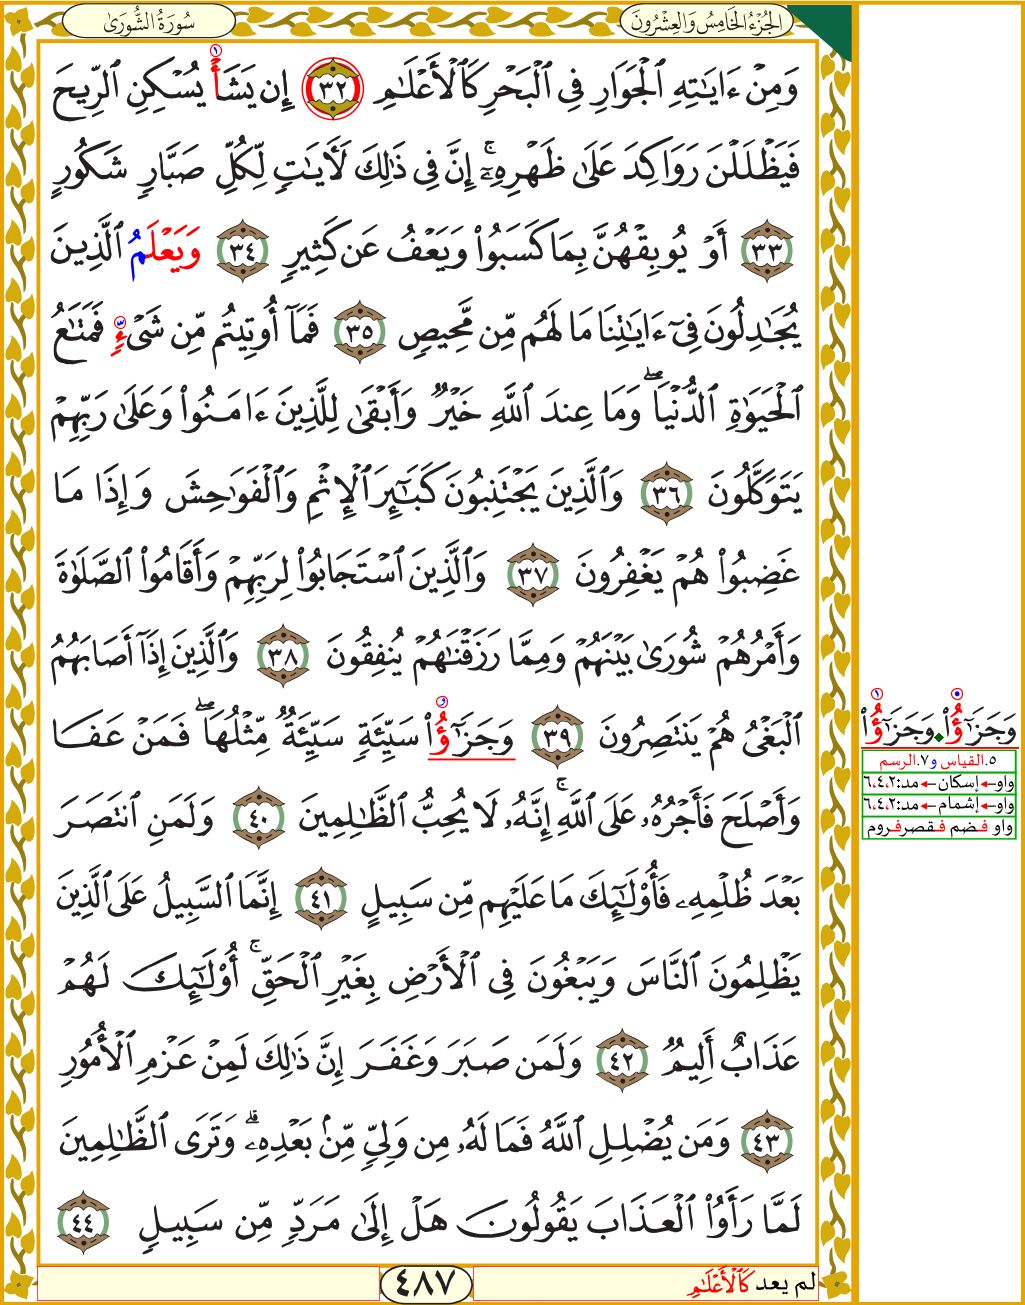 الجُزْءُ الخَامِسُ وَالعِشْرُونَ
سُورَةُ الشُّورَىٰ
وَمِنْ ءَايَٰتِهِ ٱلْجَوَارِ فِى ٱلْبَحْرِ كَٱلْأَعْلَٰمِ ٣٢ إِن يَشَأْ يُسْكِنِ ٱلرِّيحَ
فَيَظْلَلْنَ رَوَاكِدَ عَلَىٰ ظَهْرِهِۦٓ ۚ إِنَّ فِى ذَٰلِكَ لَءَايَٰتٍ لِّكُلِّ صَبَّارٍ شَكُورٍ
٣٣ أَوْ يُوبِقْهُنَّ بِمَا كَسَبُوا۟ وَيَعْفُ عَن كَثِيرٍ ٣٤ وَيَعْلَمُ ٱلَّذِينَ
يُجَٰدِلُونَ فِىٓ ءَايَٰتِنَا مَا لَهُم مِّن مَّحِيصٍ ٣٥ فَمَآ أُوتِيتُم مِّن شَىْءٍ فَمَتَٰعُ
ٱلْحَيَوٰةِ ٱلدُّنْيَا ۖ وَمَا عِندَ ٱللَّهِ خَيْرٌ وَأَبْقَىٰ لِلَّذِينَ ءَامَنُوا۟ وَعَلَىٰ رَبِّهِمْ
يَتَوَكَّلُونَ ٣٦ وَٱلَّذِينَ يَجْتَنِبُونَ كَبَٰٓئِرَ ٱلْإِثْمِ وَٱلْفَوَٰحِشَ وَإِذَا مَا
غَضِبُوا۟ هُمْ يَغْفِرُونَ ٣٧ وَٱلَّذِينَ ٱسْتَجَابُوا۟ لِرَبِّهِمْ وَأَقَامُوا۟ ٱلصَّلَوٰةَ
وَأَمْرُهُمْ شُورَىٰ بَيْنَهُمْ وَمِمَّا رَزَقْنَٰهُمْ يُنفِقُونَ ٣٨ وَٱلَّذِينَ إِذَآ أَصَابَهُمُ
ٱلْبَغْىُ هُمْ يَنتَصِرُونَ ٣٩ وَجَزَٰٓؤُا۟ سَيِّئَةٍ سَيِّئَةٌ مِّثْلُهَا ۖ فَمَنْ عَفَا
وَأَصْلَحَ فَأَجْرُهُۥ عَلَى ٱللَّهِ ۚ إِنَّهُۥ لَا يُحِبُّ ٱلظَّٰلِمِينَ ٤٠ وَلَمَنِ ٱنتَصَرَ
بَعْدَ ظُلْمِهِۦ فَأُو۟لَٰٓئِكَ مَا عَلَيْهِم مِّن سَبِيلٍ ٤١ إِنَّمَا ٱلسَّبِيلُ عَلَى ٱلَّذِينَ
يَظْلِمُونَ ٱلنَّاسَ وَيَبْغُونَ فِى ٱلْأَرْضِ بِغَيْرِ ٱلْحَقِّ ۚ أُو۟لَٰٓئِكَ لَهُمْ
عَذَابٌ أَلِيمٌ ٤٢ وَلَمَن صَبَرَ وَغَفَرَ إِنَّ ذَٰلِكَ لَمِنْ عَزْمِ ٱلْأُمُورِ
٤٣ وَمَن يُضْلِلِ ٱللَّهُ فَمَا لَهُۥ مِن وَلِىٍّ مِّنۢ بَعْدِهِۦ ۗ وَتَرَى ٱلظَّٰلِمِينَ
لَمَّا رَأَوُا۟ ٱلْعَذَابَ يَقُولُونَ هَلْ إِلَىٰ مَرَدٍّ مِّن سَبِيلٍ ٤٤
لم يعد كَٱلْأَعْلَٰمِ
٤٨٧
وَجَزَٰٓؤُا۟ وَجَزَٰٓؤُا۟
٥.القياس و٧.الرسم
واو←إسكان←مد:٦،٤،٢
واو←إشمام←مد:٦،٤،٢
واو فضم فقصرفروم